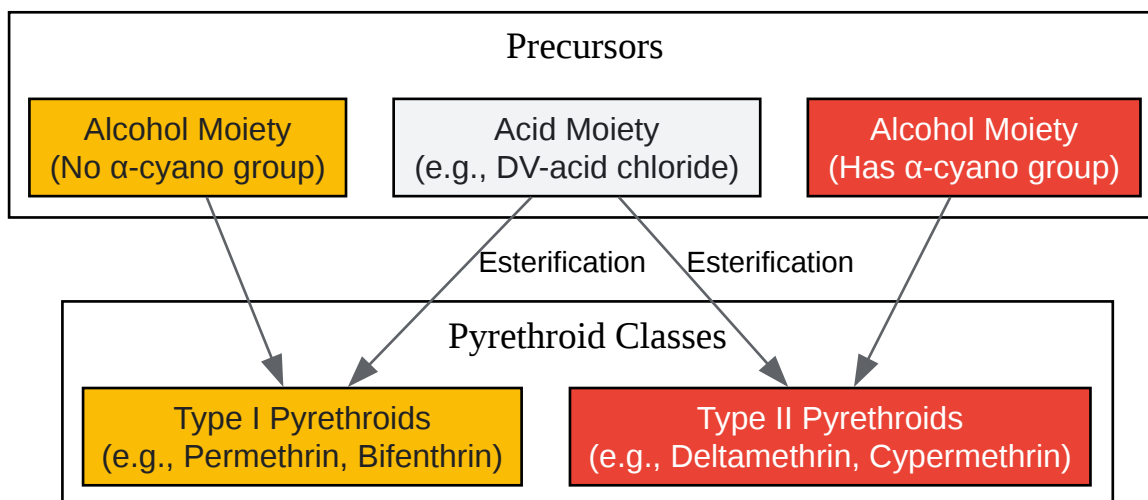 Precursors
Alcohol Moiety
(No α-cyano group)
Acid Moiety
(e.g., DV-acid chloride)
Alcohol Moiety
(Has α-cyano group)
Esterification
Esterification
Pyrethroid Classes
Type I Pyrethroids
(e.g., Permethrin, Bifenthrin)
Type II Pyrethroids
(e.g., Deltamethrin, Cypermethrin)